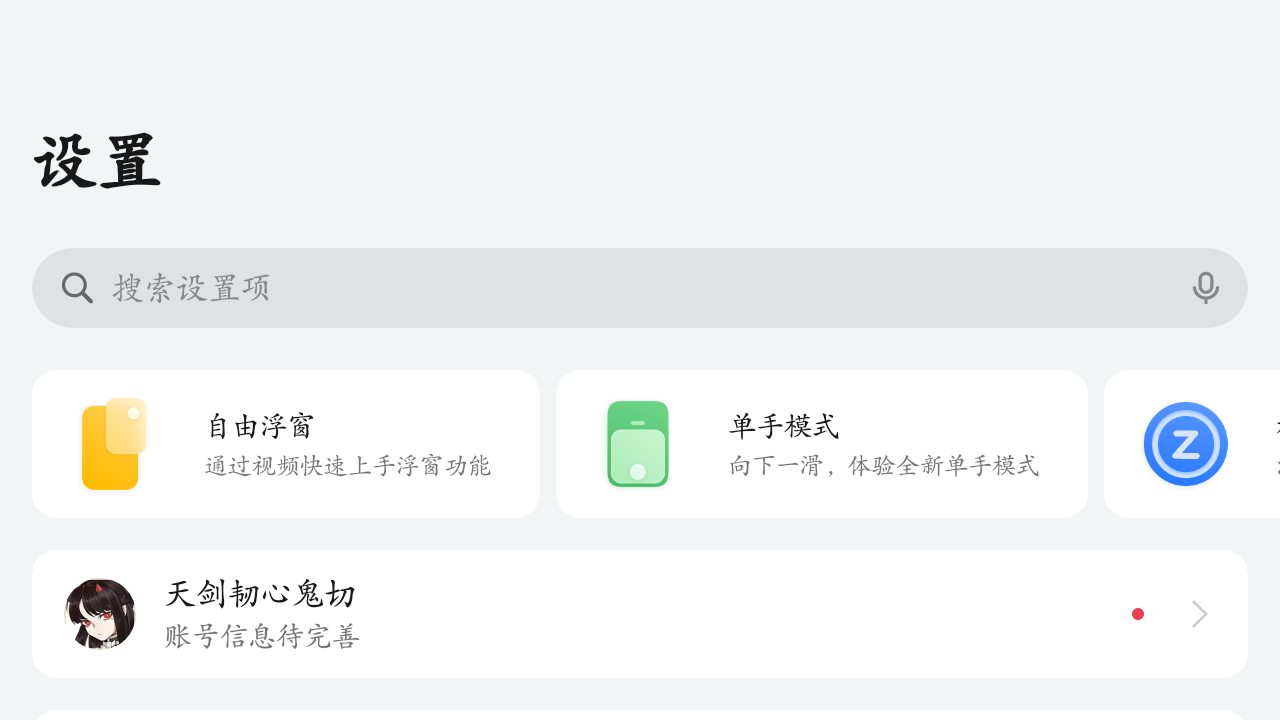 设置
搜索设置项
自由浮窗
通过视频快速上手浮窗功能
单手模式
向下一滑，体验全新单手模式
天剑韧心鬼切
账号信息待完善